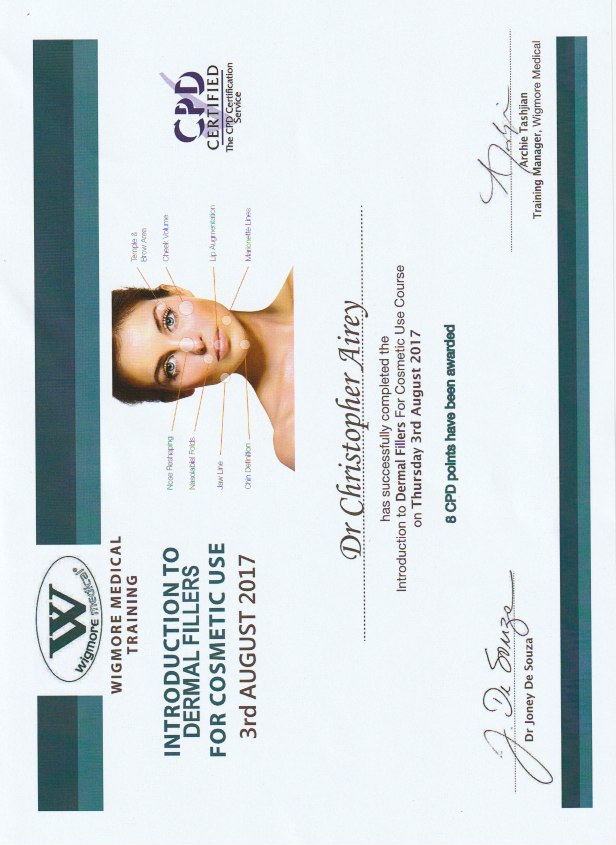 W
wigmore medical
WIGMORE MEDICAL
TRAINING
INTRODUCTION TO
DERMAL FILLERS
FOR COSMETIC USE
3rd AUGUST 2017
Nose Reshaping
Nasolabial Folds
Jaw Line
Chin Definition
Temple &
Brow Area
Cheek Volume
Lip Augmentation
Marionette Lines
CPD
CERTIFIED
The CPD Certification
Service
Dr Christopher Airey
has successfully completed the
Introduction to Dermal Fillers For Cosmetic Use Course
on Thursday 3rd August 2017
8 CPD points have been awarded
J. De Souza
Dr Joney De Souza
Archie Tashjian
Training Manager, Wigmore Medical